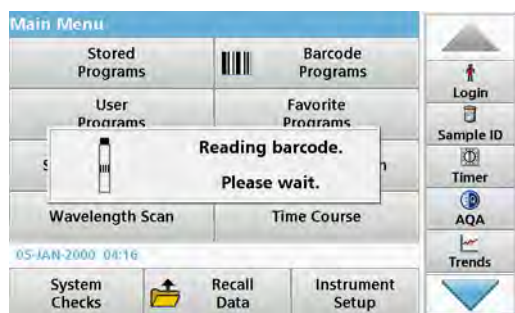 Main Menu
Stored
Programs
Barcode
Programs
User
Programs
Favorite
Programs
Reading barcode.
Please wait.
Wavelength Scan
Time Course
05-JAN-2000 04:16
System
Checks
Recall
Data
Instrument
Setup
Login
Sample ID
Timer
AQA
Trends